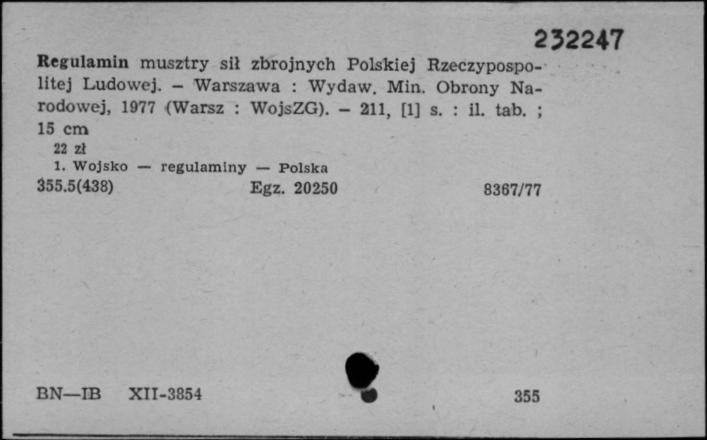 232247
Regulamin musztry sił zbrojnych Polskiej Rzeczypospo-
litej Ludowej. — Warszawa : Wydaw. Min. Obrony Na-
rodowej, 1977 (Warsz : WojsZG). — 211, [1] s. : il. tab. ;
15 cm
22 zł
1. Wojsko — regulaminy — Polska
355.5(438) Egz. 20250 8367/77
BN—IB XII-3854 355